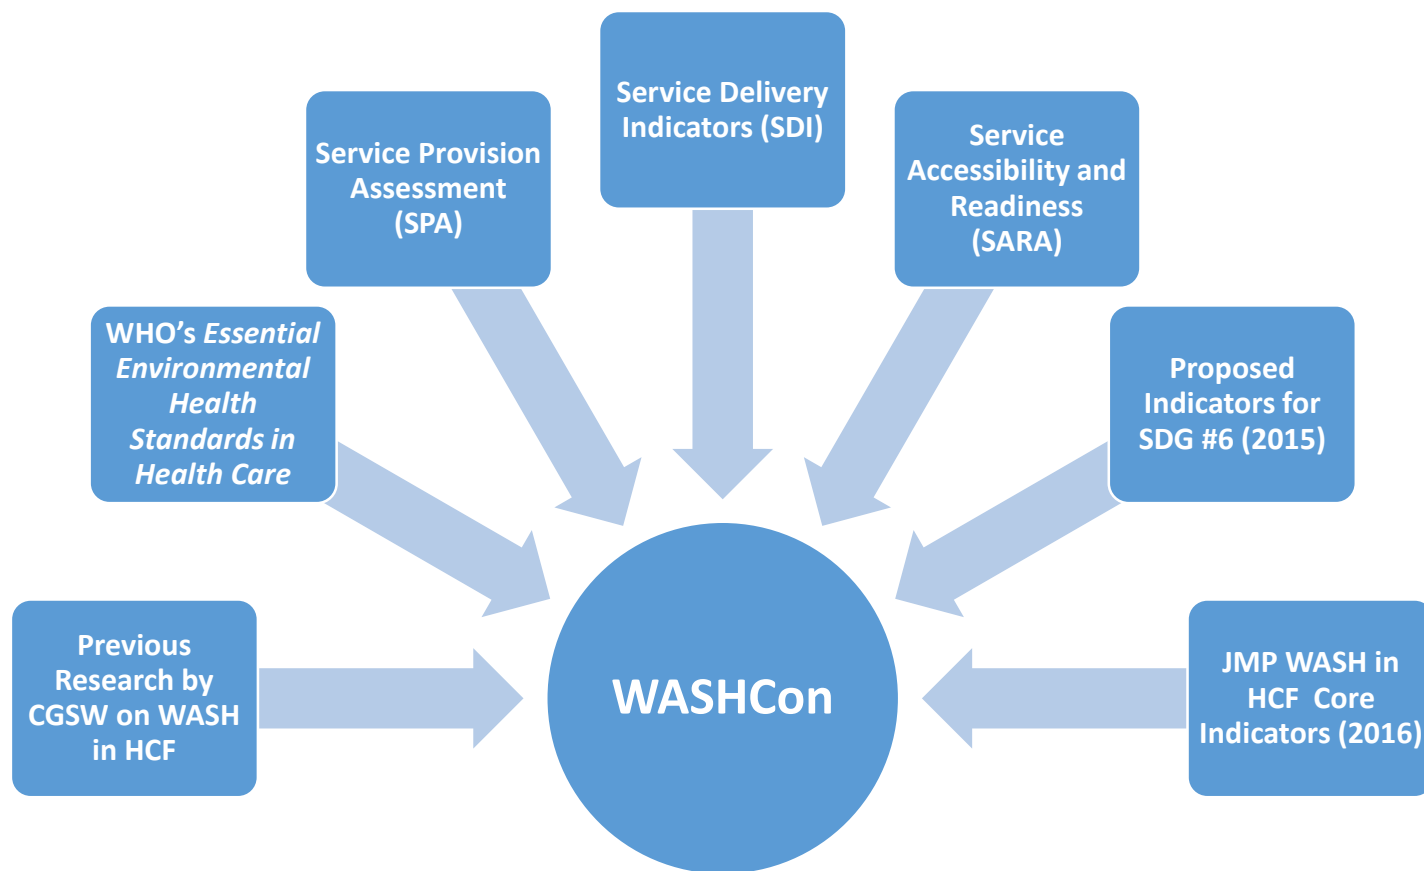 Service Delivery
Indicators (SDI)
Service Provision
Assessment
(SPA)
Service
Accessibility and
Readiness
(SARA)
WHO’s Essential
Environmental
Health
Standards in
Health Care
Proposed
Indicators for
SDG #6 (2015)
Previous
Research by
CGSW on WASH
in HCF
WASHCon
JMP WASH in
HCF  Core
Indicators (2016)